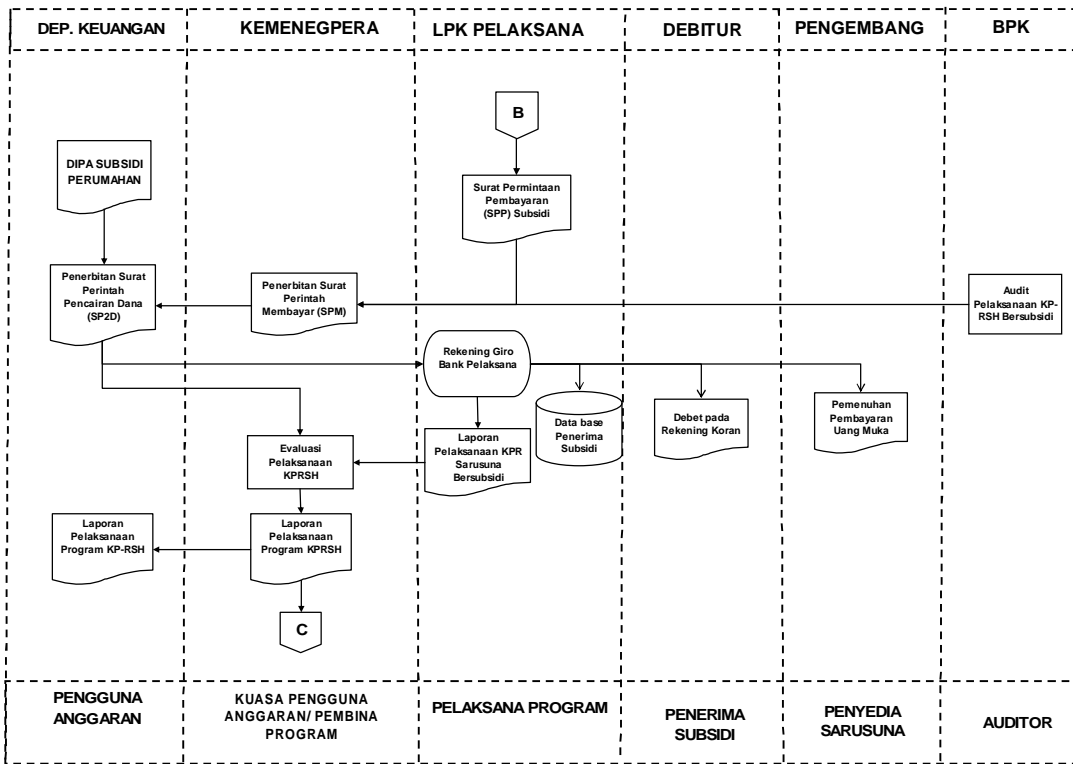 DEP. KEUANGAN
KEMENEGPERA
LPK PELAKSANA
DEBITUR
PENGEMBANG
BPK
B
DIPA SUBSIDI
PERUMAHAN
Surat Permintaan
Pembayaran
(SPP) Subsidi
Penerbitan Surat
Perintah
Pencairan Dana
(SP2D)
Penerbitan Surat
Perintah
Membayar (SPM)
Audit
Pelaksanaan KP-
RSH Bersubsidi
Rekening Giro
Bank Pelaksana
Data base
Penerima
Subsidi
Debet pada
Rekening Koran
Pemenuhan
Pembayaran
Uang Muka
Evaluasi
Pelaksanaan
KPRSH
Laporan
Pelaksanaan KPR
Sarusuna
Bersubsidi
Laporan
Pelaksanaan
Program KP-RSH
Laporan
Pelaksanaan
Program KPRSH
C
PENGGUNA
ANGGARAN
KUASA PENGGUNA
ANGGARAN/ PEMBINA
PROGRAM
PELAKSANA PROGRAM
PENERIMA
SUBSIDI
PENYEDIA
SARUSUNA
AUDITOR